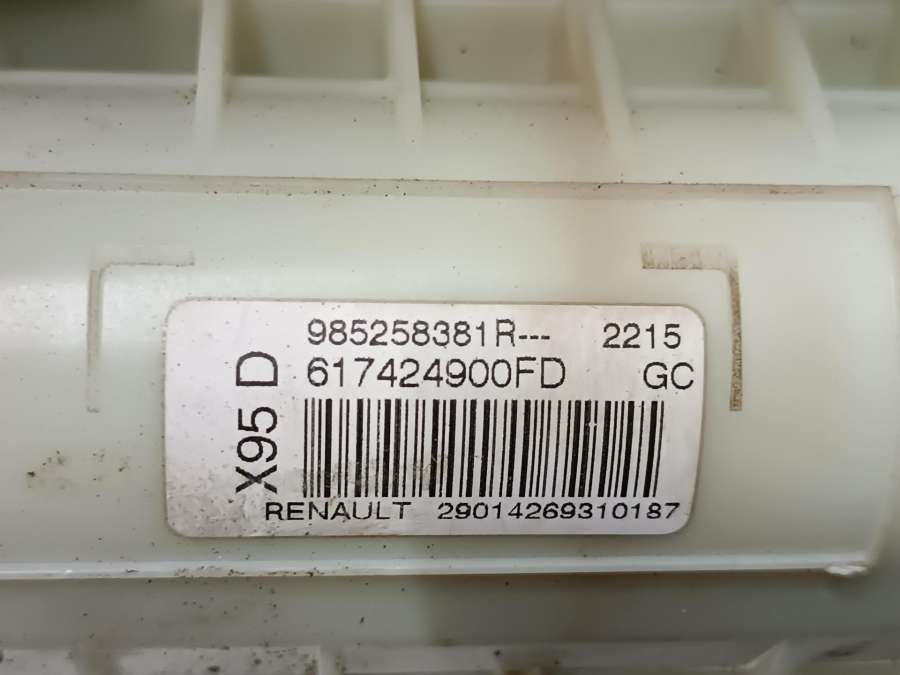 985258381R--- 2215
617424900FD GC
X95 D
RENAULT 29014269310187